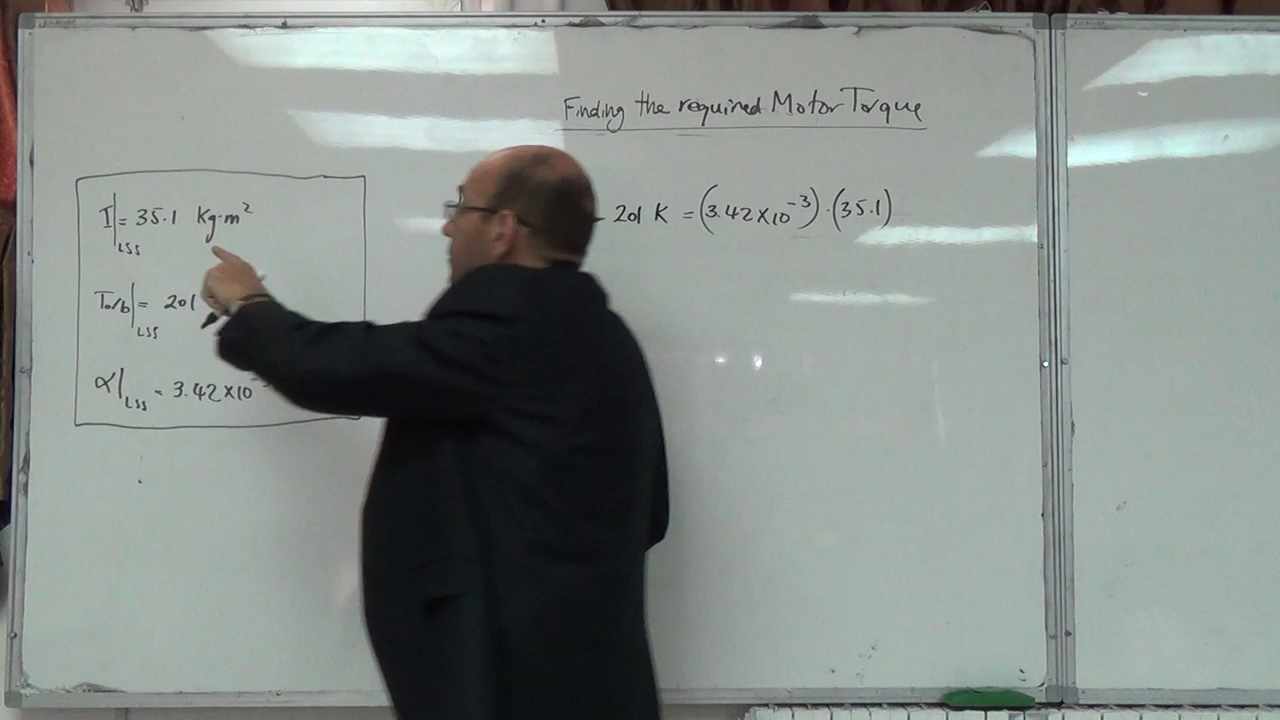 Finding the required Motor Torque
I|LSS = 35.1 Kg·m²
To/b|LSS = 201
α|LSS = 3.42×10⁻³
- 201 K = (3.42×10⁻³)·(35.1)